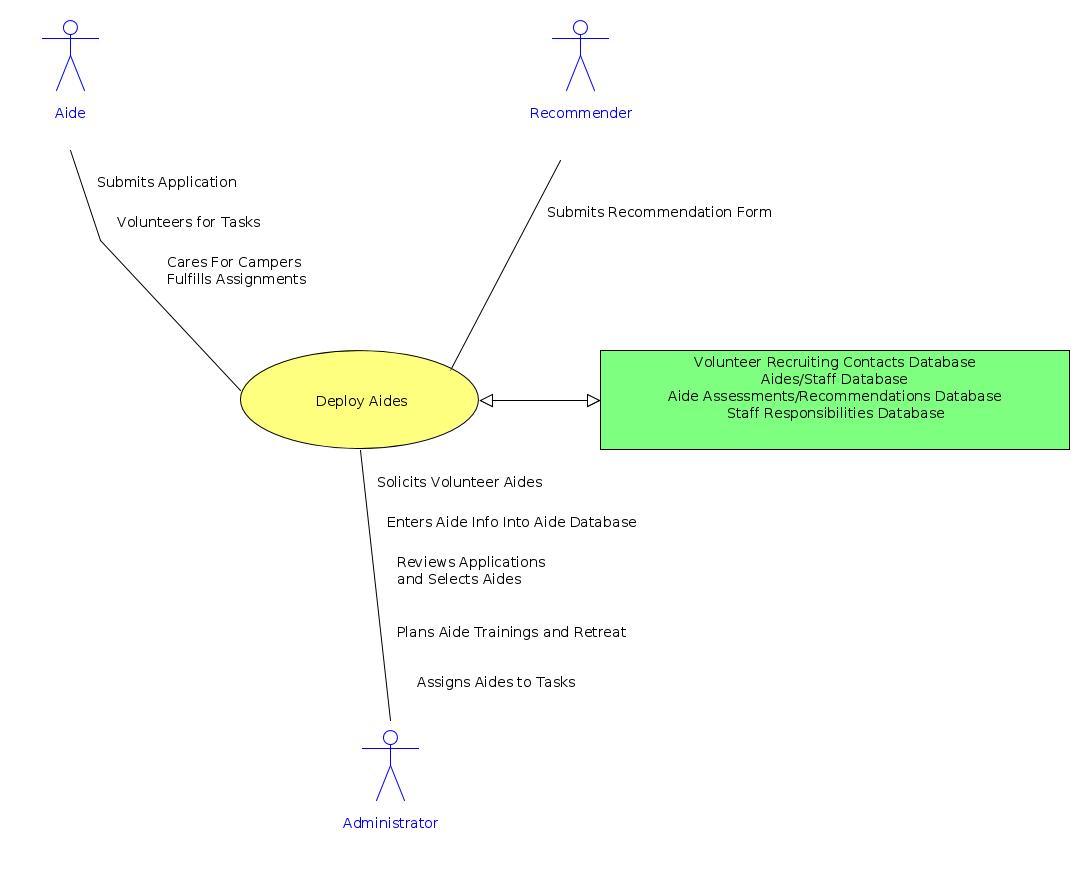 Aide
Recommender
Submits Application
Volunteers for Tasks
Submits Recommendation Form
Cares For Campers
Fulfills Assignments
Deploy Aides
Volunteer Recruiting Contacts Database
Aides/Staff Database
Aide Assessments/Recommendations Database
Staff Responsibilities Database
Solicits Volunteer Aides
Enters Aide Info Into Aide Database
Reviews Applications
and Selects Aides
Plans Aide Trainings and Retreat
Assigns Aides to Tasks
Administrator